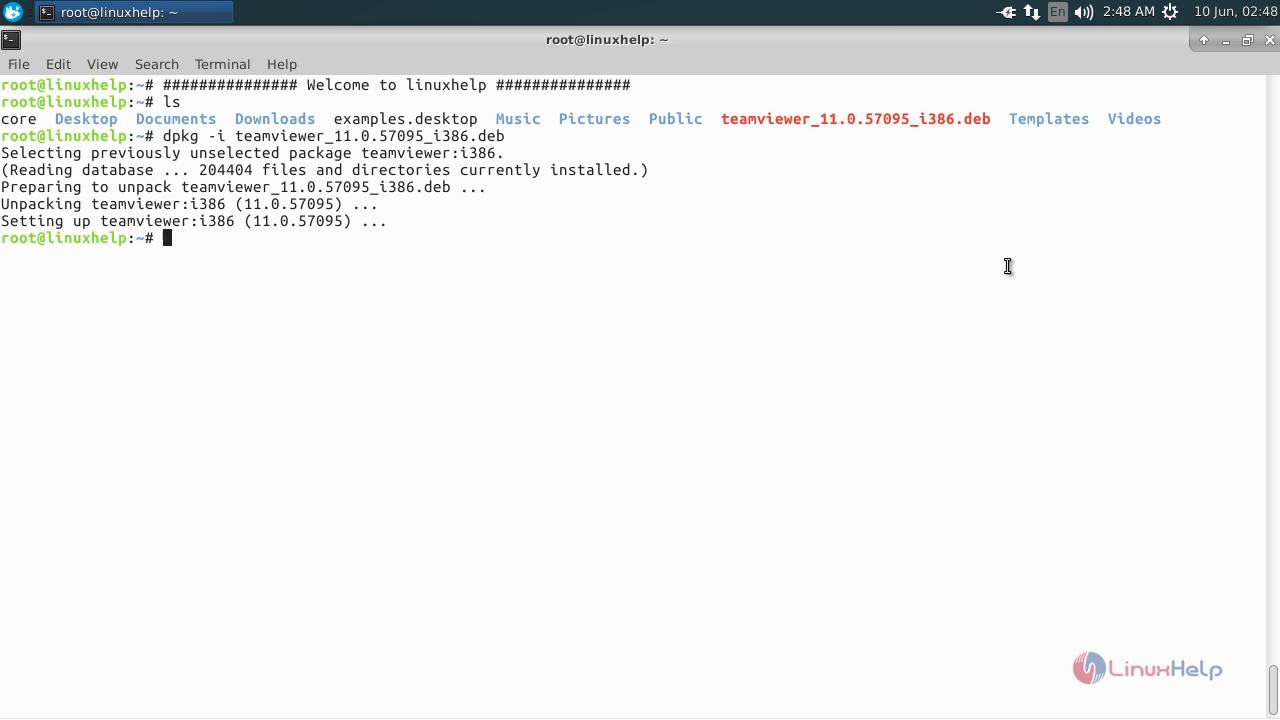 root@linuxhelp: ~
En
2:48 AM
10 Jun, 02:48
root@linuxhelp: ~
File Edit View Search Terminal Help
root@linuxhelp:~# ############### Welcome to linuxhelp ###############
root@linuxhelp:~# ls
core Desktop Documents Downloads examples.desktop Music Pictures Public teamviewer_11.0.57095_i386.deb Templates Videos
root@linuxhelp:~# dpkg -i teamviewer_11.0.57095_i386.deb
Selecting previously unselected package teamviewer:i386.
(Reading database ... 204404 files and directories currently installed.)
Preparing to unpack teamviewer_11.0.57095_i386.deb ...
Unpacking teamviewer:i386 (11.0.57095) ...
Setting up teamviewer:i386 (11.0.57095) ...
root@linuxhelp:~#
LinuxHelp